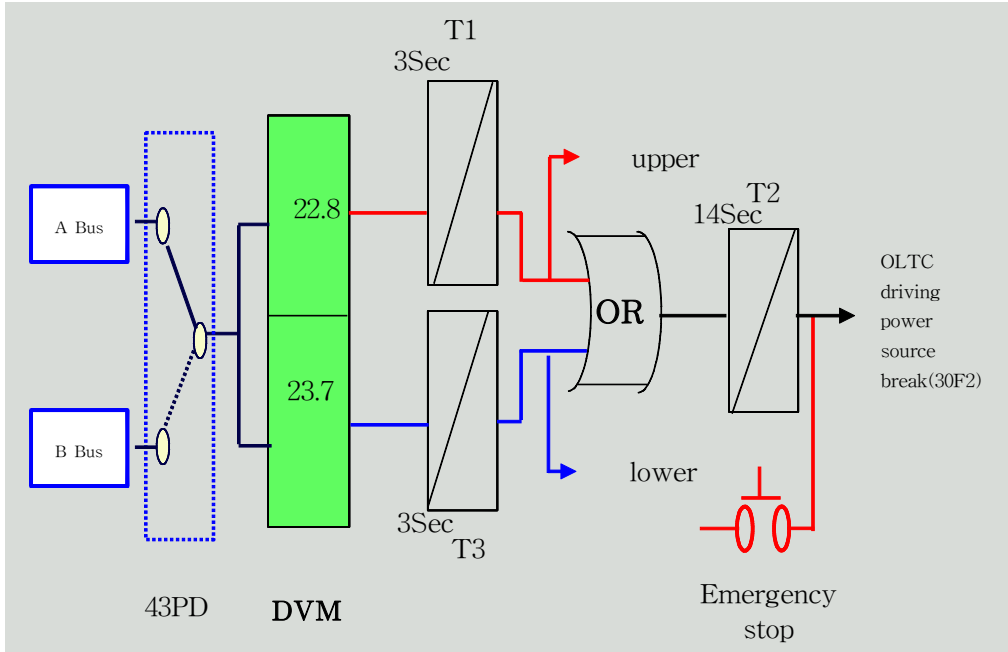 T1
3Sec
upper
T2
14Sec
22.8
A Bus
OLTC
driving
power
source
break(30F2)
OR
23.7
B Bus
lower
3Sec
T3
43PD
DVM
Emergency
stop